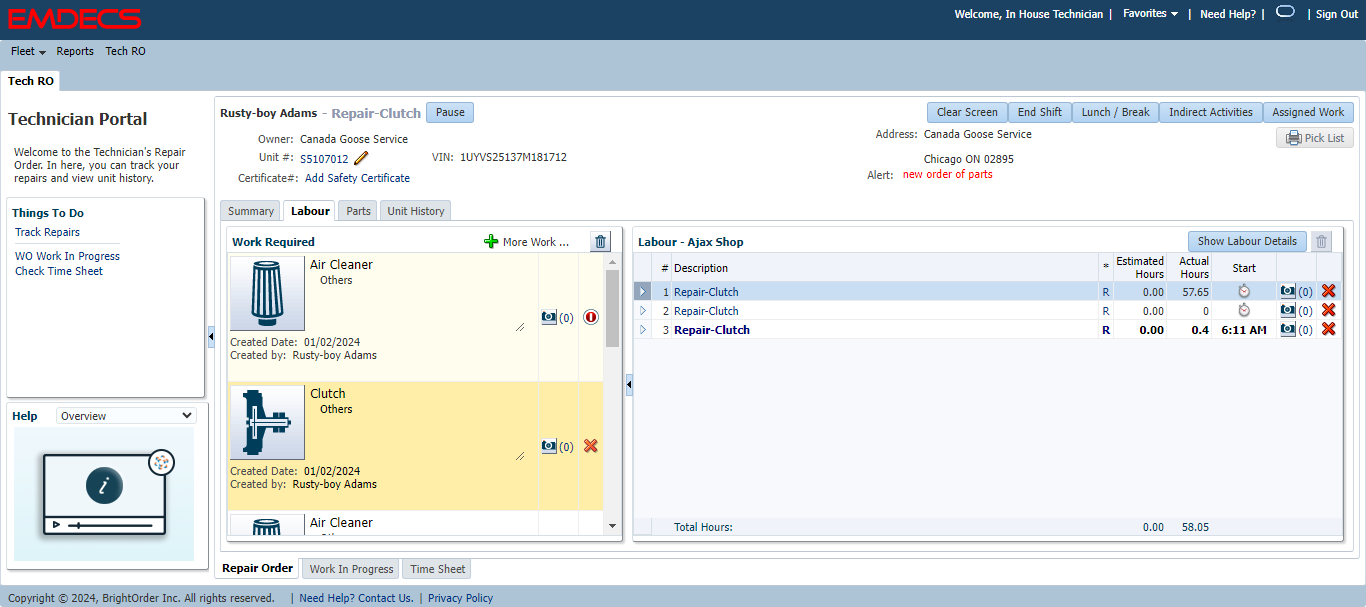 EMDECS
Welcome, In House Technician | Favorites | Need Help? | | Sign Out
Fleet Reports Tech RO
Tech RO
Technician Portal
Welcome to the Technician's Repair
Order. In here, you can track your
repairs and view unit history.
Things To Do
Track Repairs
WO Work In Progress
Check Time Sheet
Help Overview
i
Rusty-boy Adams - Repair-Clutch Pause
Clear Screen End Shift Lunch / Break Indirect Activities Assigned Work
Owner: Canada Goose Service
Address: Canada Goose Service
Pick List
Unit #: S5107012 VIN: 1UYVS25137M181712
Chicago ON 02895
Certificate#: Add Safety Certificate
Alert: new order of parts
Summary Labour Parts Unit History
Work Required More Work ...
Air Cleaner
Others
(0)
Created Date: 01/02/2024
Created by: Rusty-boy Adams
Clutch
Others
(0)
Created Date: 01/02/2024
Created by: Rusty-boy Adams
Air Cleaner
Labour - Ajax Shop Show Labour Details
# Description * Estimated Hours Actual Hours Start
1 Repair-Clutch R 0.00 57.65 (0)
2 Repair-Clutch R 0.00 0 (0)
3 Repair-Clutch R 0.00 0.4 6:11 AM (0)
Total Hours: 0.00 58.05
Repair Order Work In Progress Time Sheet
Copyright © 2024, BrightOrder Inc. All rights reserved. | Need Help? Contact Us. | Privacy Policy